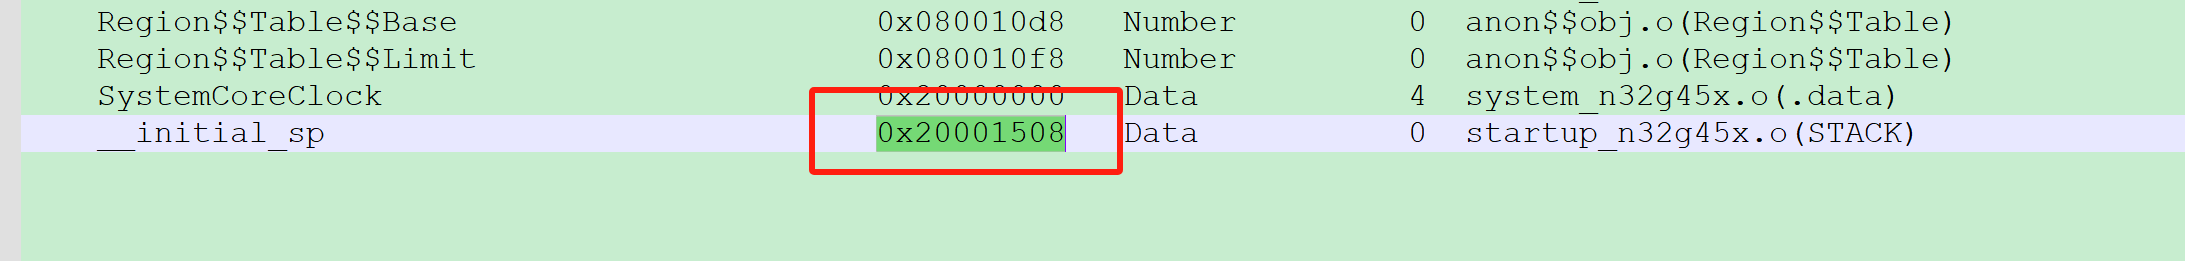 Region$$Table$$Base 0x080010d8 Number 0 anon$$obj.o(Region$$Table)
Region$$Table$$Limit 0x080010f8 Number 0 anon$$obj.o(Region$$Table)
SystemCoreClock 0x20000000 Data 4 system_n32g45x.o(.data)
__initial_sp 0x20001508 Data 0 startup_n32g45x.o(STACK)